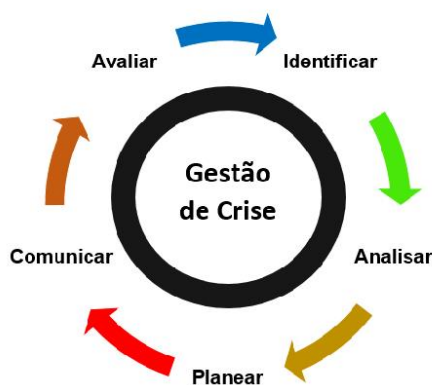 Avaliar
Identificar
Gestão
de Crise
Comunicar
Analisar
Planear